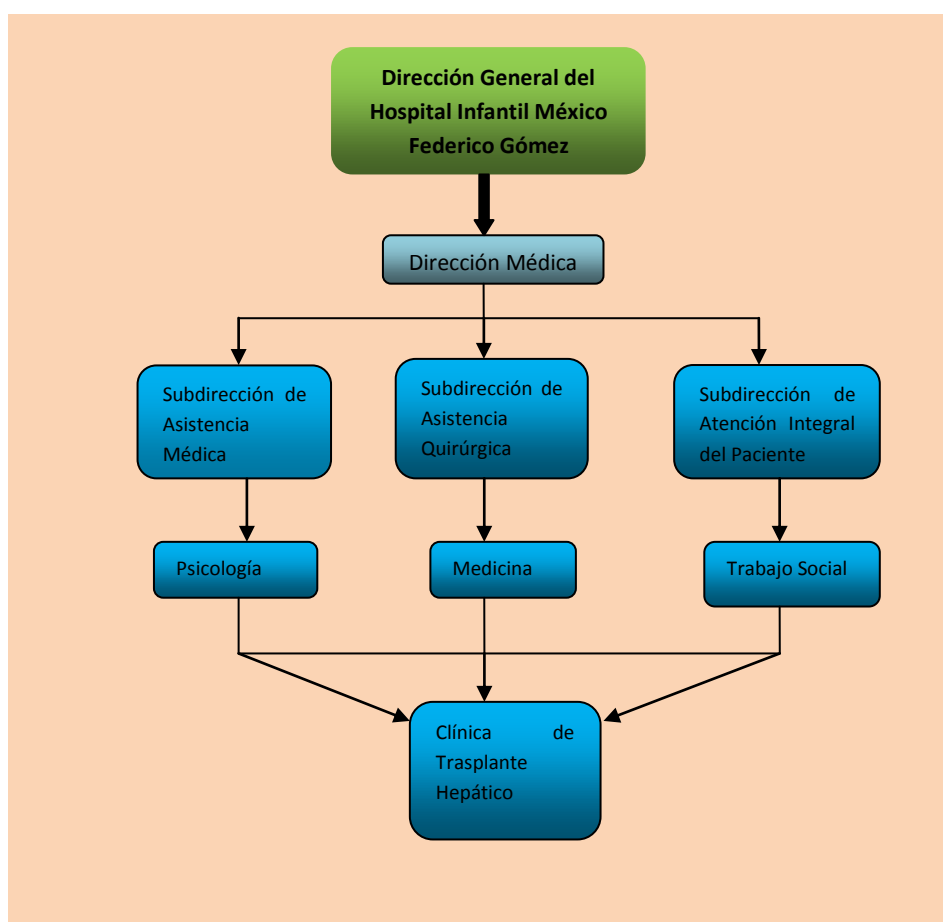 Dirección General del
Hospital Infantil México
Federico Gómez
Dirección Médica
Subdirección de
Asistencia
Médica
Subdirección de
Asistencia
Quirúrgica
Subdirección de
Atención Integral
del Paciente
Psicología
Medicina
Trabajo Social
Clínica de
Trasplante
Hepático